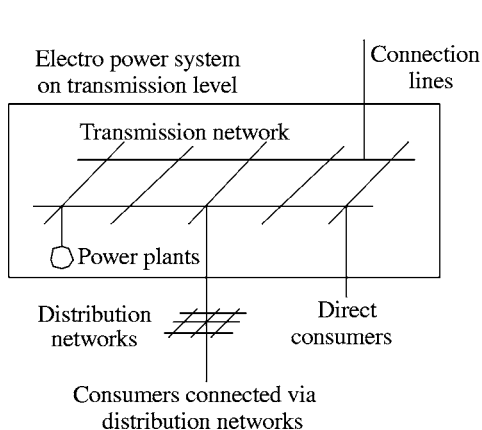 Electro power system
on transmission level
Connection
lines
Transmission network
Power plants
Distribution
networks
Direct
consumers
Consumers connected via
distribution networks